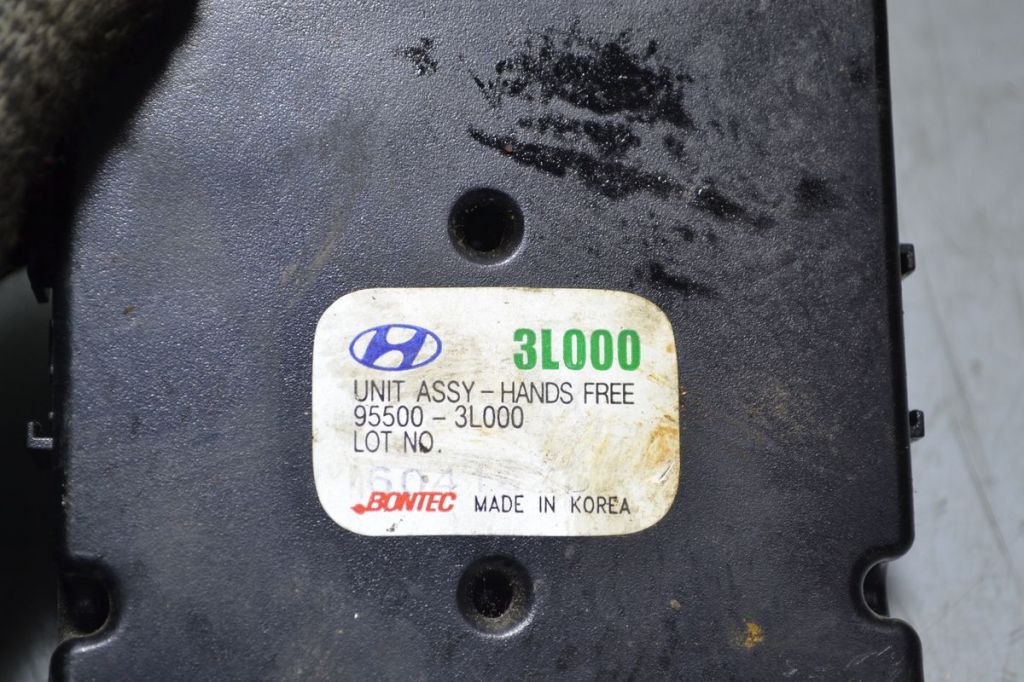 3L000
UNIT ASSY - HANDS FREE
95500 - 3L000
LOT NO.
BONTEC MADE IN KOREA